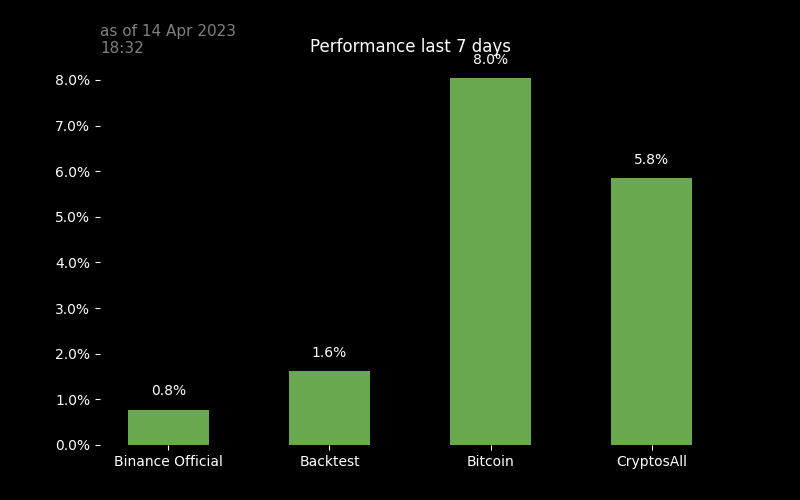 as of 14 Apr 2023
18:32
Performance last 7 days
8.0%
8.0%
7.0%
6.0%
5.8%
5.0%
4.0%
3.0%
2.0%
1.6%
1.0%
0.8%
0.0%
Binance Official
Backtest
Bitcoin
CryptosAll